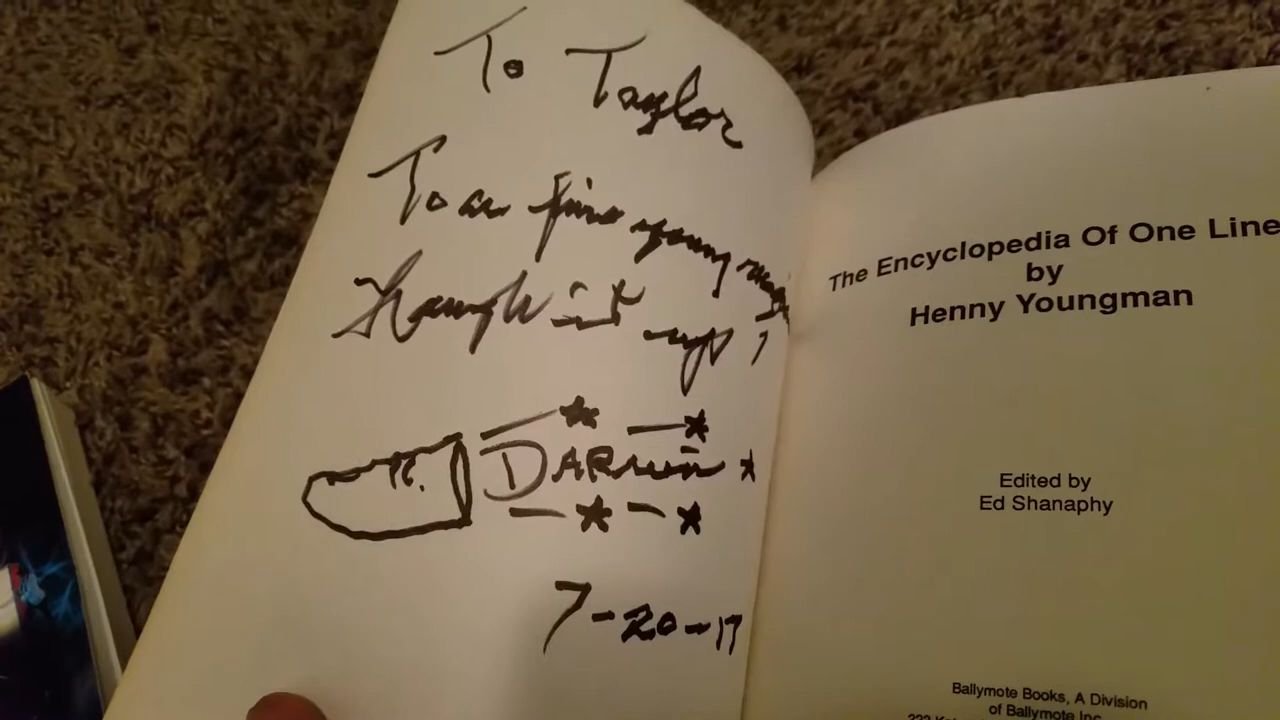 To Taylor
To a fine young man
Laugh it up!
DARwin
7-20-17
The Encyclopedia Of One Line
by
Henny Youngman
Edited by
Ed Shanaphy
Ballymote Books, A Division
of Ballymote Inc.